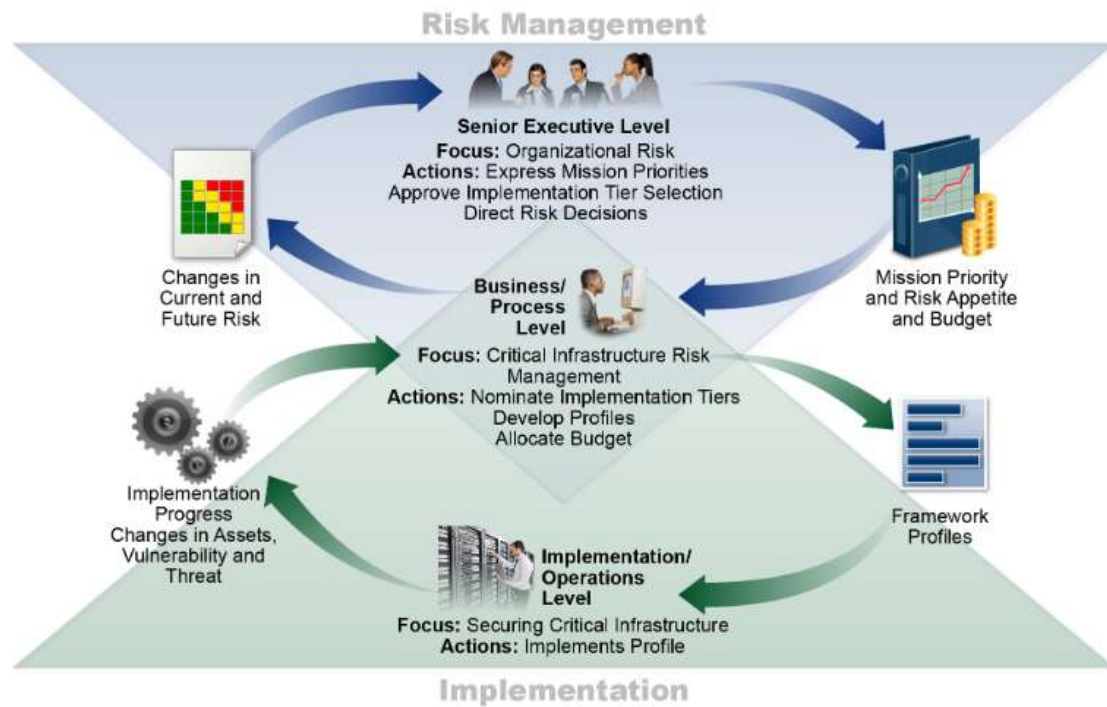 Risk Management
Senior Executive Level
Focus: Organizational Risk
Actions: Express Mission Priorities
Approve Implementation Tier Selection
Direct Risk Decisions
Changes in
Current and
Future Risk
Mission Priority
and Risk Appetite
and Budget
Business/
Process
Level
Focus: Critical Infrastructure Risk
Management
Actions: Nominate Implementation Tiers
Develop Profiles
Allocate Budget
Implementation
Progress
Changes in Assets,
Vulnerability and
Threat
Framework
Profiles
Implementation/
Operations
Level
Focus: Securing Critical Infrastructure
Actions: Implements Profile
Implementation